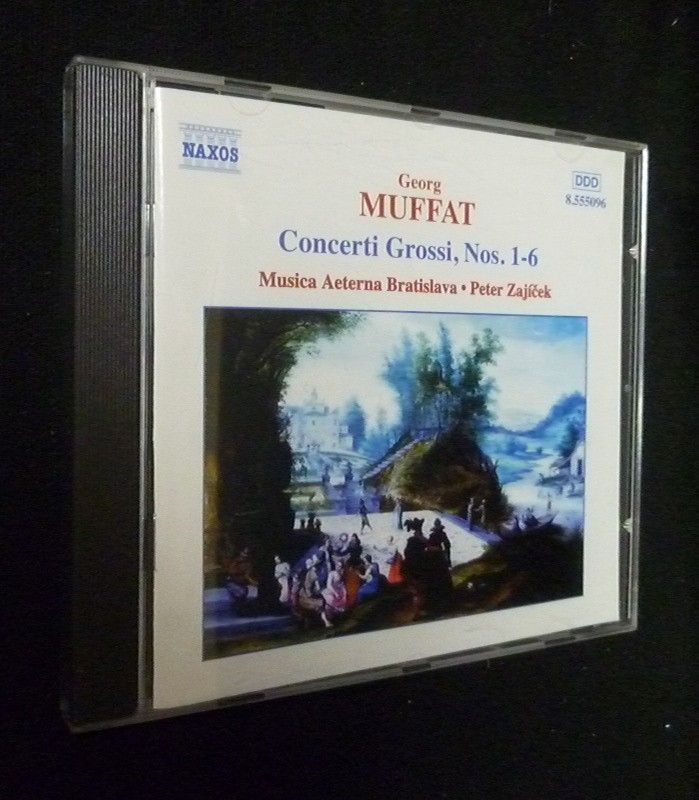 NAXOS
DDD
8.555096
Georg
MUFFAT
Concerti Grossi, Nos. 1-6
Musica Aeterna Bratislava • Peter Zajíček